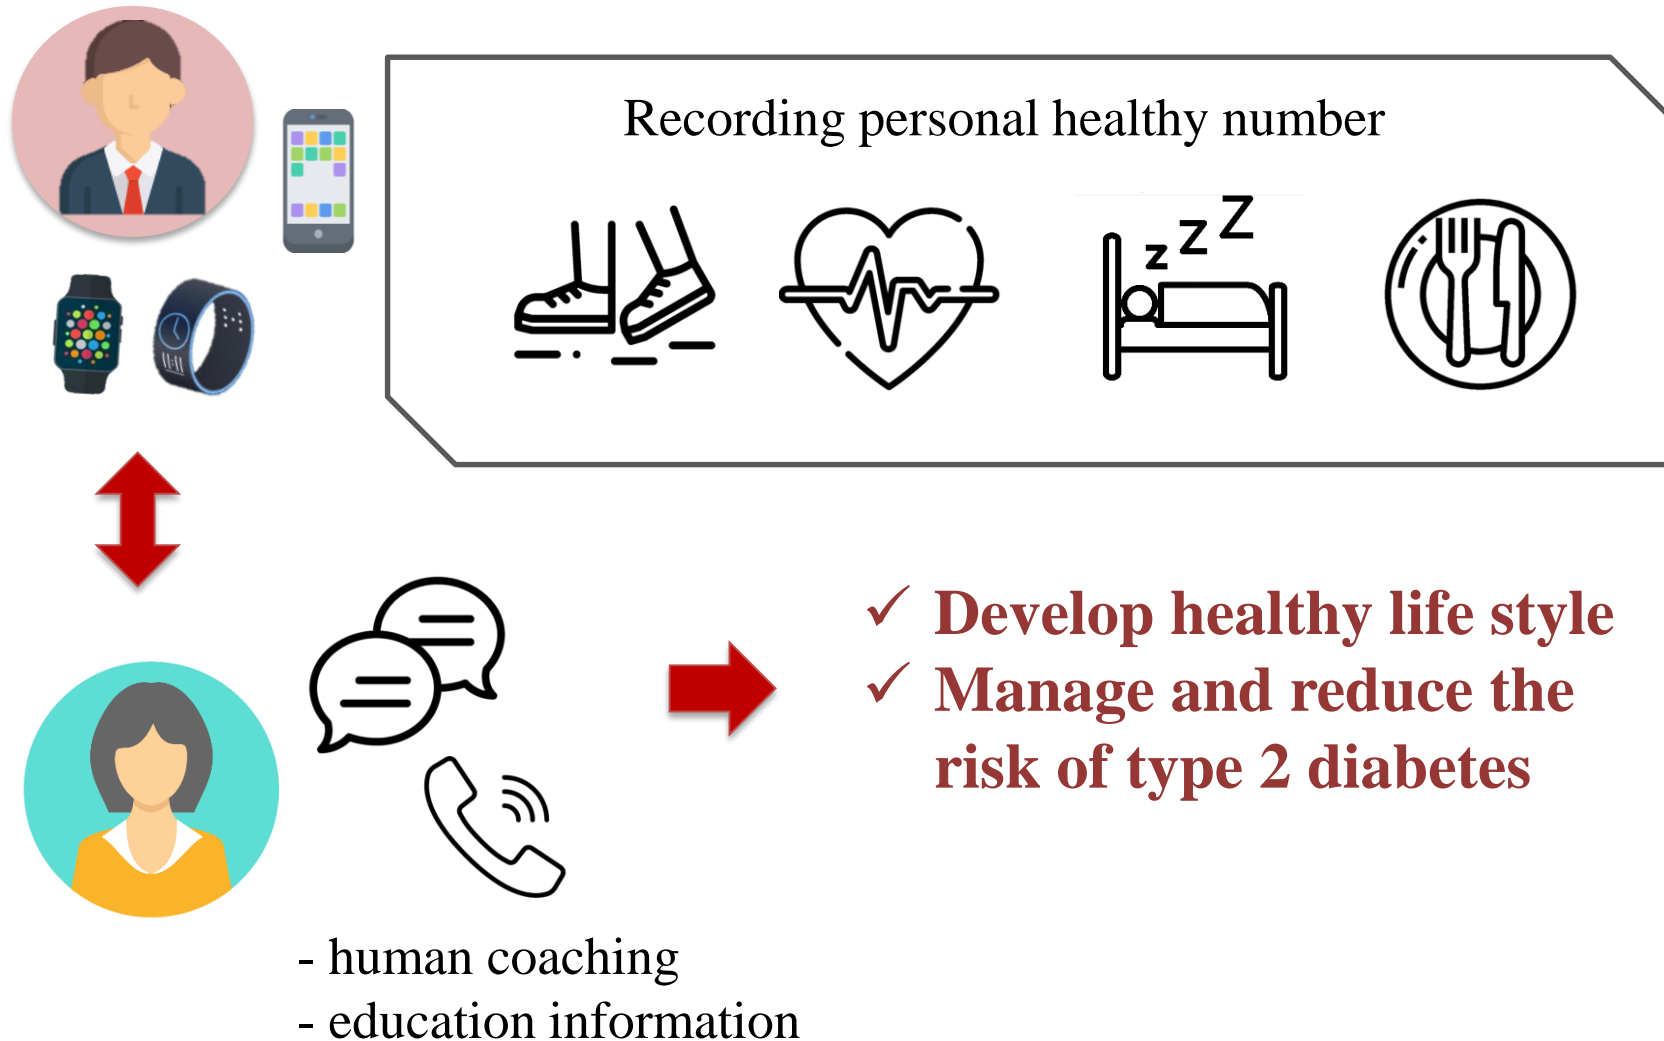 Recording personal healthy number
z z z
✓ Develop healthy life style
✓ Manage and reduce the
risk of type 2 diabetes
- human coaching
- education information